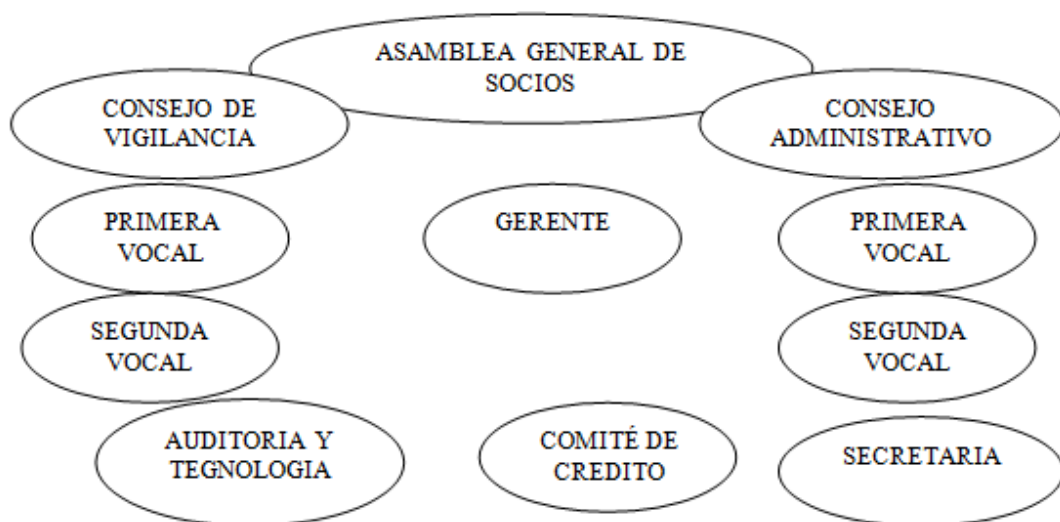 ASAMBLEA GENERAL DE
SOCIOS
CONSEJO DE
VIGILANCIA
CONSEJO
ADMINISTRATIVO
PRIMERA
VOCAL
GERENTE
PRIMERA
VOCAL
SEGUNDA
VOCAL
SEGUNDA
VOCAL
AUDITORIA Y
TEGNOLOGIA
COMITÉ DE
CREDITO
SECRETARIA